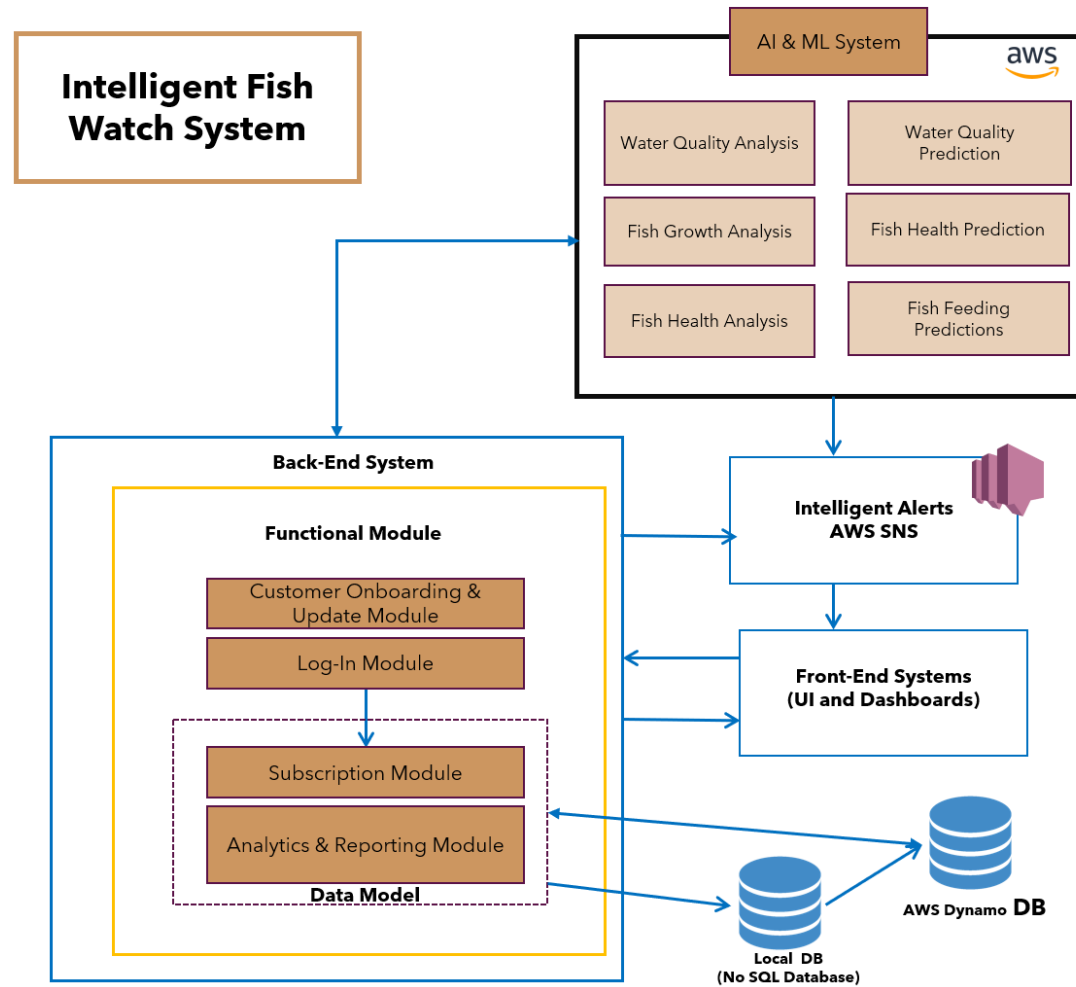 Intelligent Fish
Watch System
AI & ML System
aws
Water Quality Analysis
Water Quality
Prediction
Fish Growth Analysis
Fish Health Prediction
Fish Health Analysis
Fish Feeding
Predictions
Back-End System
Functional Module
Customer Onboarding &
Update Module
Log-In Module
Subscription Module
Analytics & Reporting Module
Data Model
Intelligent Alerts
AWS SNS
Front-End Systems
(UI and Dashboards)
AWS Dynamo DB
Local DB
(No SQL Database)